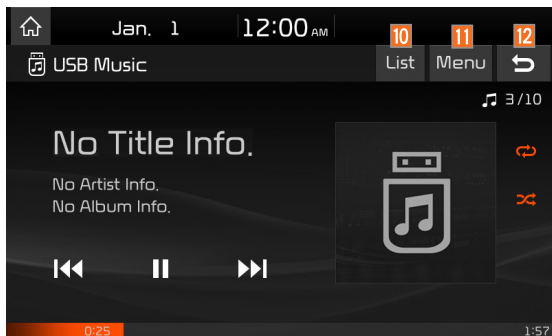 Jan. 1 12:00 AM
10 11 12
USB Music List Menu
3/10
No Title Info.
No Artist Info.
No Album Info.
0:25 1:57